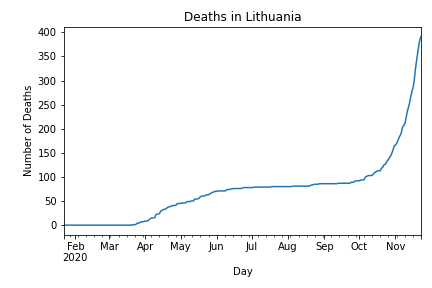 Deaths in Lithuania
Number of Deaths
400
350
300
250
200
150
100
50
0
Feb Mar Apr May Jun Jul Aug Sep Oct Nov
2020
Day